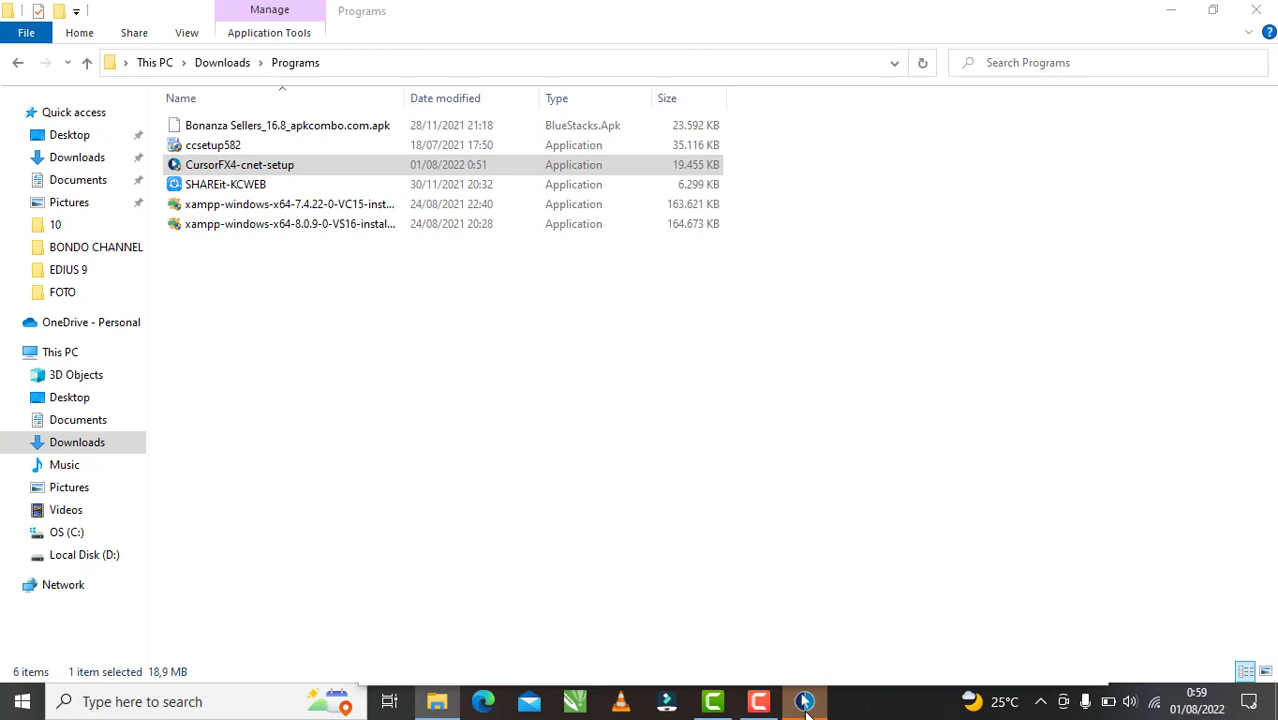 Manage
Programs
File
Home
Share
View
Application Tools
This PC
Downloads
Programs
Search Programs
Name
Date modified
Type
Size
Bonanza Sellers_16.8_apkcombo.com.apk
28/11/2021 21:18
BlueStacks.Apk
23.592 KB
ccsetup582
18/07/2021 17:50
Application
35.116 KB
CursorFX4-cnet-setup
01/08/2022 0:51
Application
19.455 KB
SHAREit-KCWEB
30/11/2021 20:32
Application
6.299 KB
xampp-windows-x64-7.4.22-0-VC15-inst...
24/08/2021 22:40
Application
163.621 KB
xampp-windows-x64-8.0.9-0-VS16-instal...
24/08/2021 20:28
Application
164.673 KB
Quick access
Desktop
Downloads
Documents
Pictures
10
BONDO CHANNEL
EDIUS 9
FOTO
OneDrive - Personal
This PC
3D Objects
Desktop
Documents
Downloads
Music
Pictures
Videos
OS (C:)
Local Disk (D:)
Network
6 items
1 item selected
18,9 MB
Type here to search
25°C
0:59
01/08/2022